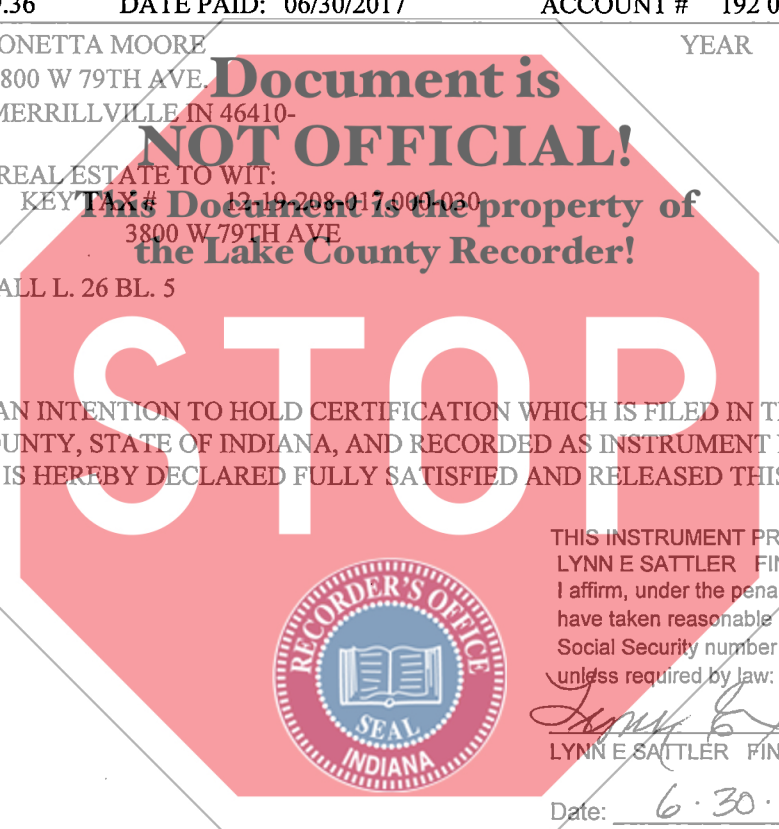 9.36 DATE PAID: 06/30/2017 ACCOUNT # 192 0
ONETTA MOORE YEAR
800 W 79TH AVE.
MERRILLVILLE IN 46410-
Document is
NOT OFFICIAL!
REAL ESTATE TO WIT:
KEY TAX # 12-19-208-017.000-030
This Document is the property of
3800 W 79TH AVE
the Lake County Recorder!
ALL L. 26 BL. 5
STOP
AN INTENTION TO HOLD CERTIFICATION WHICH IS FILED IN T
OUNTY, STATE OF INDIANA, AND RECORDED AS INSTRUMENT
IS HEREBY DECLARED FULLY SATISFIED AND RELEASED THIS
THIS INSTRUMENT PR
LYNN E SATTLER FIN
I affirm, under the pena
have taken reasonable
Social Security number
unless required by law:
RECORDER'S OFFICE
SEAL
INDIANA
LYNN E SATTLER FIN
Date: 6·30·